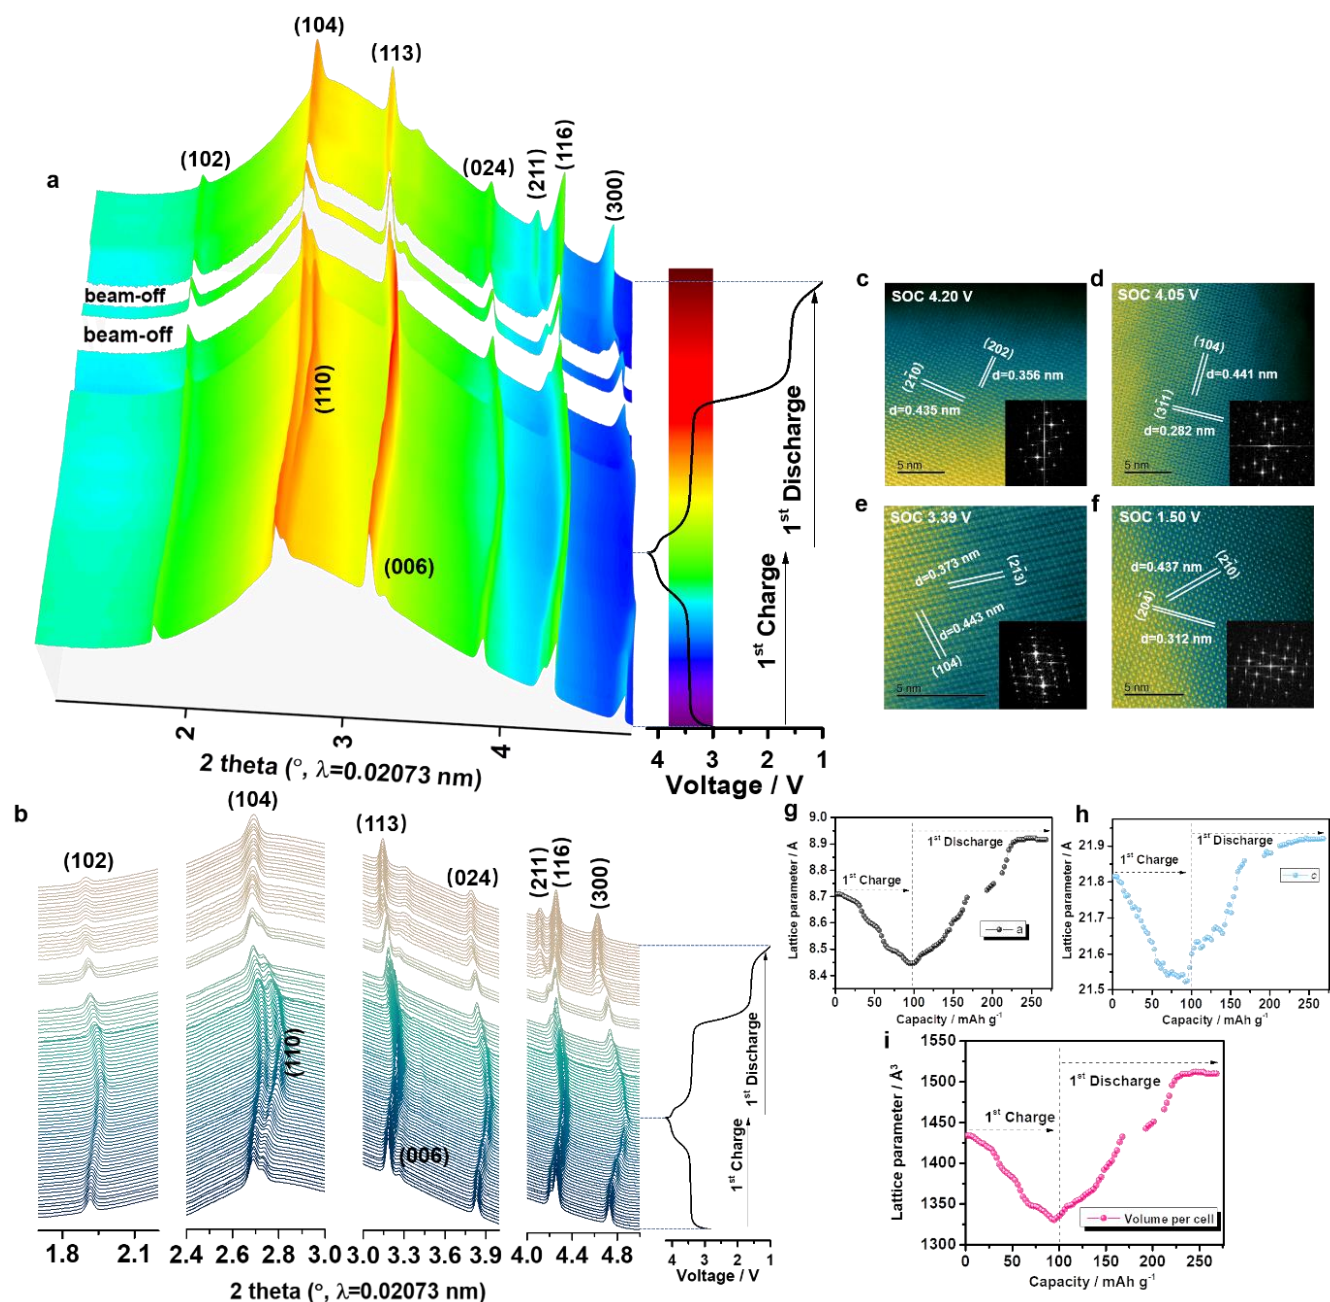 a
(104)
(113)
(102)
(024)
(211)
(116)
(300)
beam-off
beam-off
(110)
(006)
2
3
4
2 theta (°, λ=0.02073 nm)
1st Charge
1st Discharge
4
3
2
1
Voltage / V
c
SOC 4.20 V
(202)
d=0.356 nm
(2̄10)
d=0.435 nm
5 nm
d
SOC 4.05 V
(104)
d=0.441 nm
(3̄11)
d=0.282 nm
5 nm
e
SOC 3,39 V
d=0.373 nm
(21̄3)
d=0.443 nm
(104)
5 nm
f
SOC 1.50 V
d=0.437 nm
(210)
(204)
d=0.312 nm
5 nm
b
(104)
(102)
(113)
(024)
(211)
(116)
(300)
(110)
(006)
1.8
2.1
2.4
2.6
2.8
3.0
3.0
3.2
3.6
3.9
4.0
4.2
4.4
4.8
2 theta (°, λ=0.02073 nm)
1st Charge
1st Discharge
4
3
2
1
Voltage / V
g
9.0
8.9
8.8
8.7
8.6
8.5
8.4
Lattice parameter / Å
1st Discharge
1st Charge
a
0
50
100
150
200
250
Capacity / mAh g-1
h
21.9
21.8
21.7
21.6
21.5
Lattice parameter / Å
1st Discharge
1st Charge
c
0
50
100
150
200
250
Capacity / mAh g-1
i
1550
1500
1450
1400
1350
1300
Lattice parameter / Å3
1st Discharge
1st Charge
Volume per cell
0
50
100
150
200
250
Capacity / mAh g-1